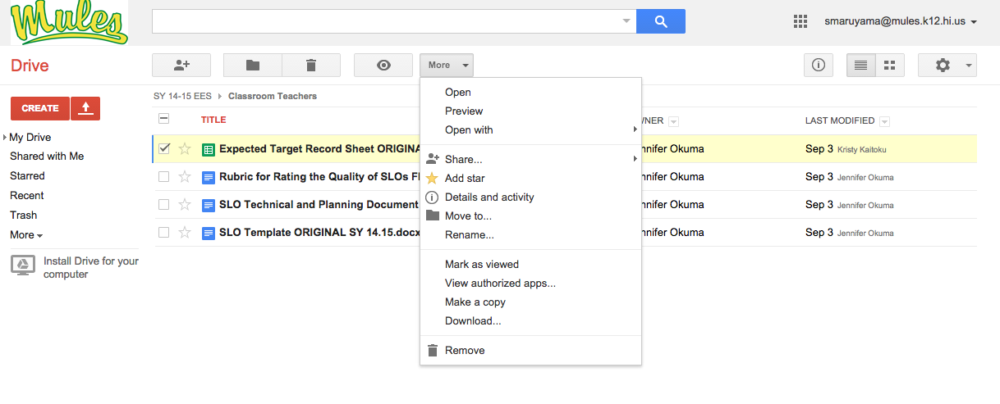 Mules
smaruyama@mules.k12.hi.us
Drive
More
SY 14-15 EES Classroom Teachers
CREATE
TITLE
WNER
LAST MODIFIED
My Drive
Shared with Me
Starred
Recent
Trash
More
Install Drive for your
computer
Expected Target Record Sheet ORIGINA
nnifer Okuma
Sep 3 Kristy Kaitoku
Rubric for Rating the Quality of SLOs
nnifer Okuma
Sep 3 Jennifer Okuma
SLO Technical and Planning Document
nnifer Okuma
Sep 3 Jennifer Okuma
SLO Template ORIGINAL SY 14.15.docx
nnifer Okuma
Sep 3 Jennifer Okuma
Open
Preview
Open with
Share...
Add star
Details and activity
Move to...
Rename...
Mark as viewed
View authorized apps...
Make a copy
Download...
Remove